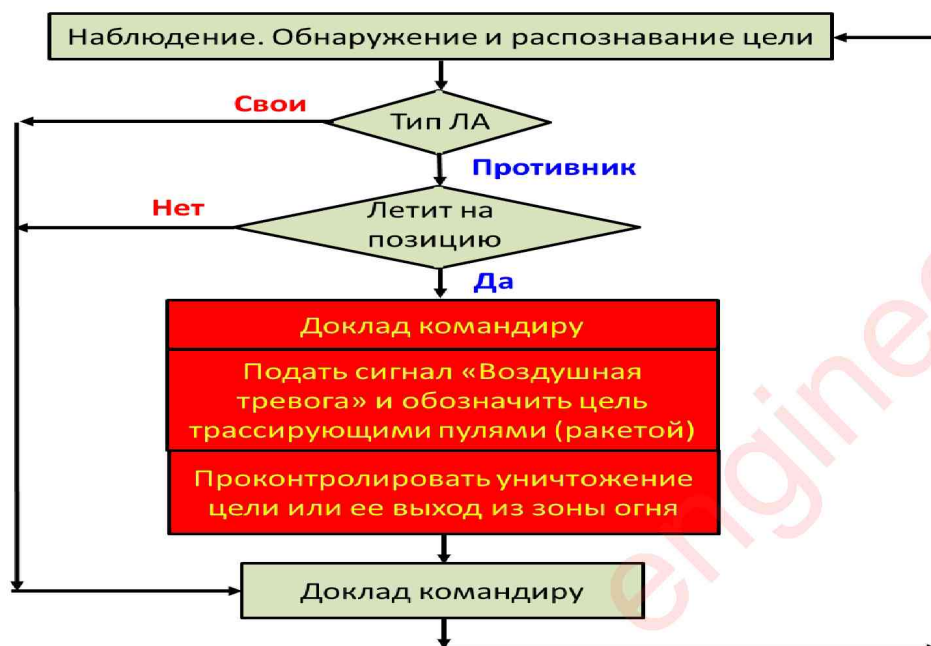 Наблюдение. Обнаружение и распознавание цели
Свои
Тип ЛА
Противник
Нет
Летит на
позицию
Да
Доклад командиру
Подать сигнал «Воздушная
тревога» и обозначить цель
трассирующими пулями (ракетой)
Проконтролировать уничтожение
цели или ее выход из зоны огня
Доклад командиру